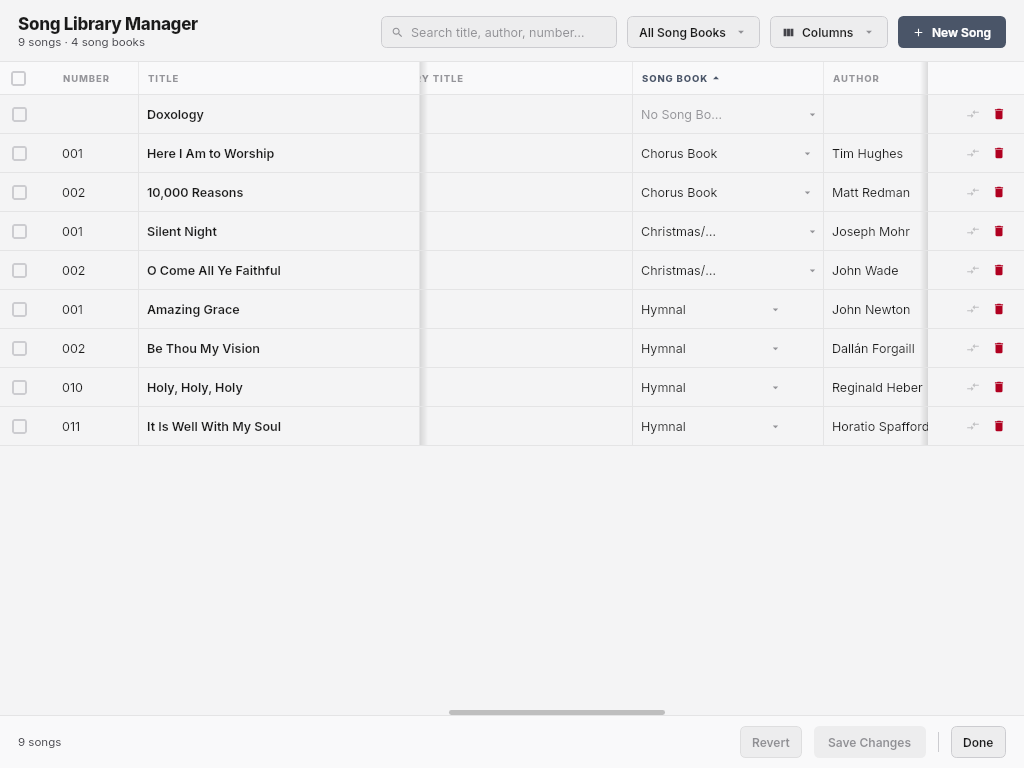 Song Library Manager
9 songs · 4 song books
Search title, author, number...
All Song Books
Columns
New Song
NUMBER TITLE Y TITLE SONG BOOK AUTHOR
Doxology No Song Bo...
001 Here I Am to Worship Chorus Book Tim Hughes
002 10,000 Reasons Chorus Book Matt Redman
001 Silent Night Christmas/... Joseph Mohr
002 O Come All Ye Faithful Christmas/... John Wade
001 Amazing Grace Hymnal John Newton
002 Be Thou My Vision Hymnal Dallán Forgaill
010 Holy, Holy, Holy Hymnal Reginald Heber
011 It Is Well With My Soul Hymnal Horatio Spafford
9 songs
Revert
Save Changes
Done